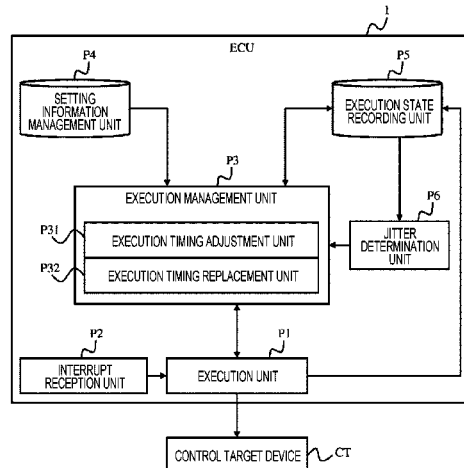 1
ECU
P4
P5
SETTING
INFORMATION
MANAGEMENT UNIT
EXECUTION STATE
RECORDING UNIT
P3
EXECUTION MANAGEMENT UNIT
P6
P31
EXECUTION TIMING ADJUSTMENT UNIT
JITTER
DETERMINATION
UNIT
P32
EXECUTION TIMING REPLACEMENT UNIT
P2
P1
INTERRUPT
RECEPTION UNIT
EXECUTION UNIT
CONTROL TARGET DEVICE
CT